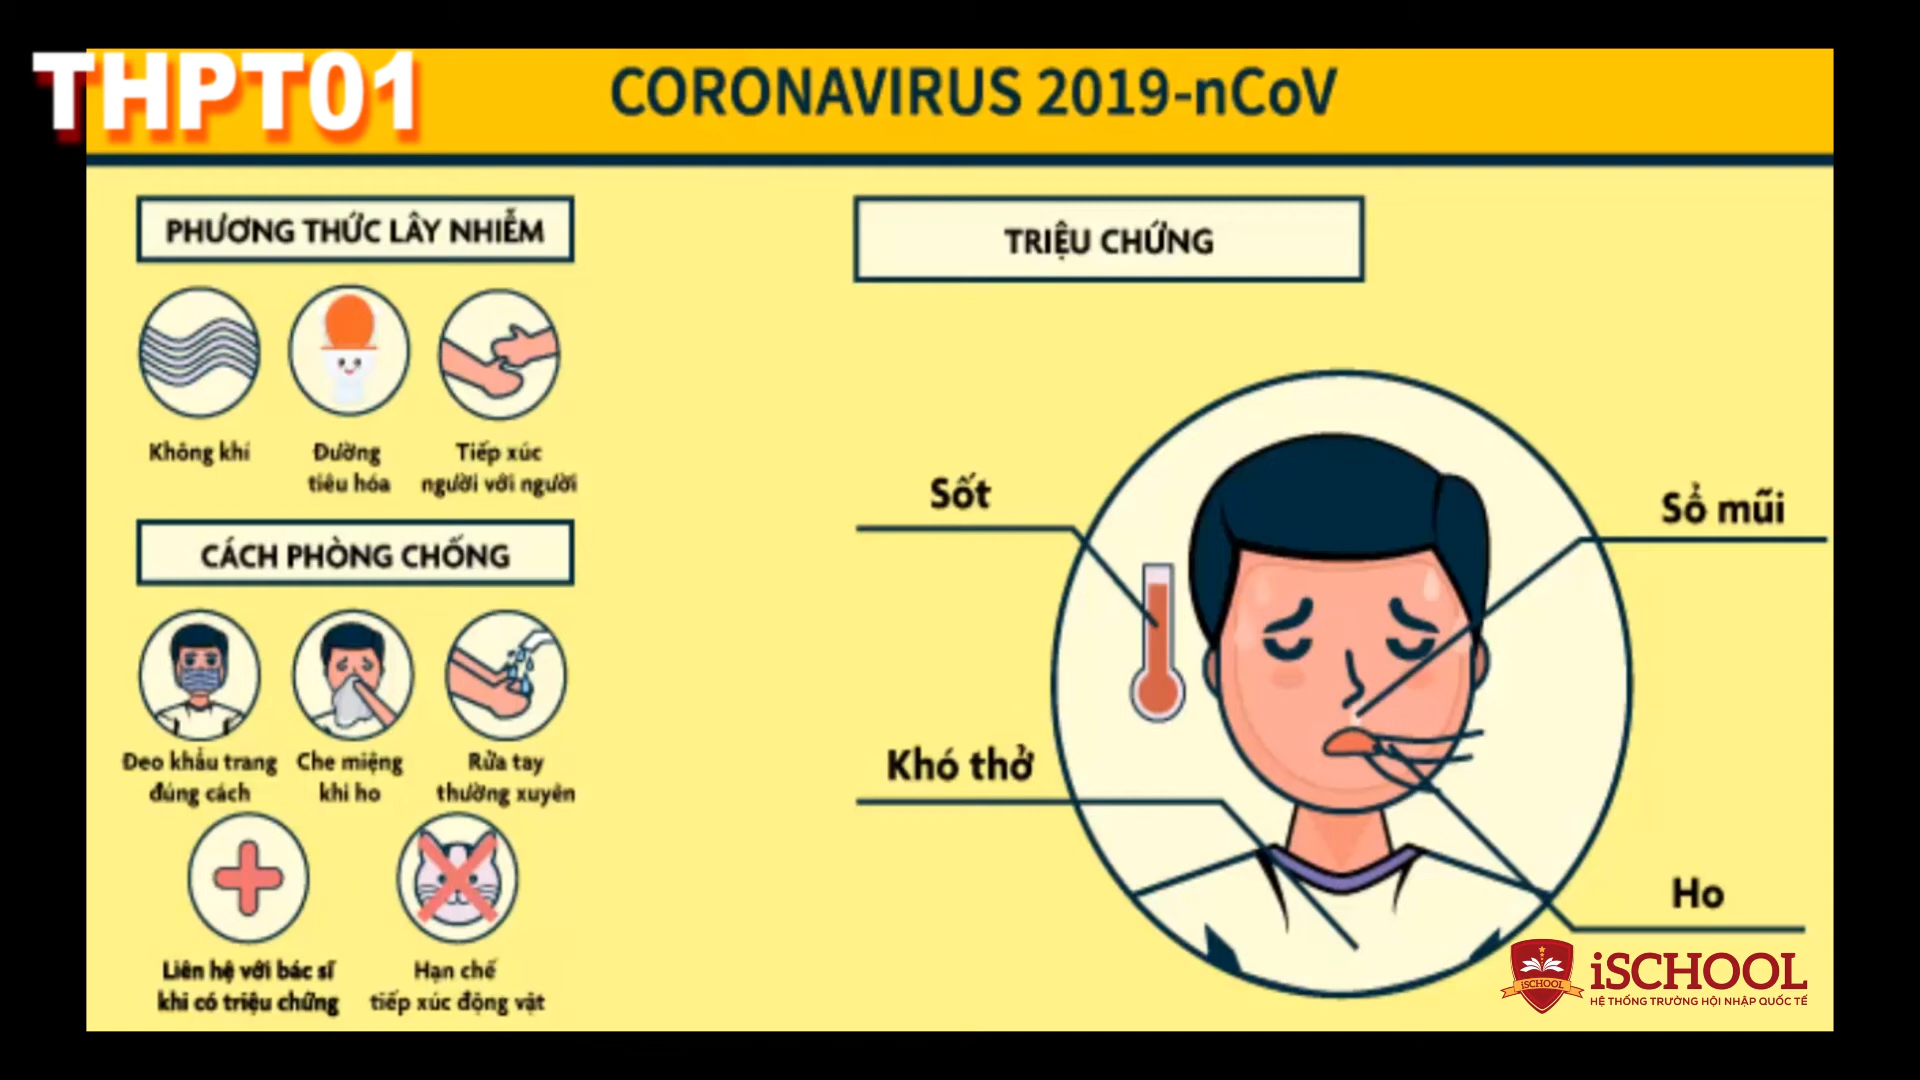 THPT01
CORONAVIRUS 2019-nCoV
PHƯƠNG THỨC LÂY NHIỄM
Không khí
Đường
tiêu hóa
Tiếp xúc
người với người
CÁCH PHÒNG CHỐNG
Đeo khẩu trang
đúng cách
Che miệng
khi ho
Rửa tay
thường xuyên
Liên hệ với bác sĩ
khi có triệu chứng
Hạn chế
tiếp xúc động vật
TRIỆU CHỨNG
Sốt
Sổ mũi
Khó thở
Ho
iSCHOOL
iSCHOOL
HỆ THỐNG TRƯỜNG HỘI NHẬP QUỐC TẾ